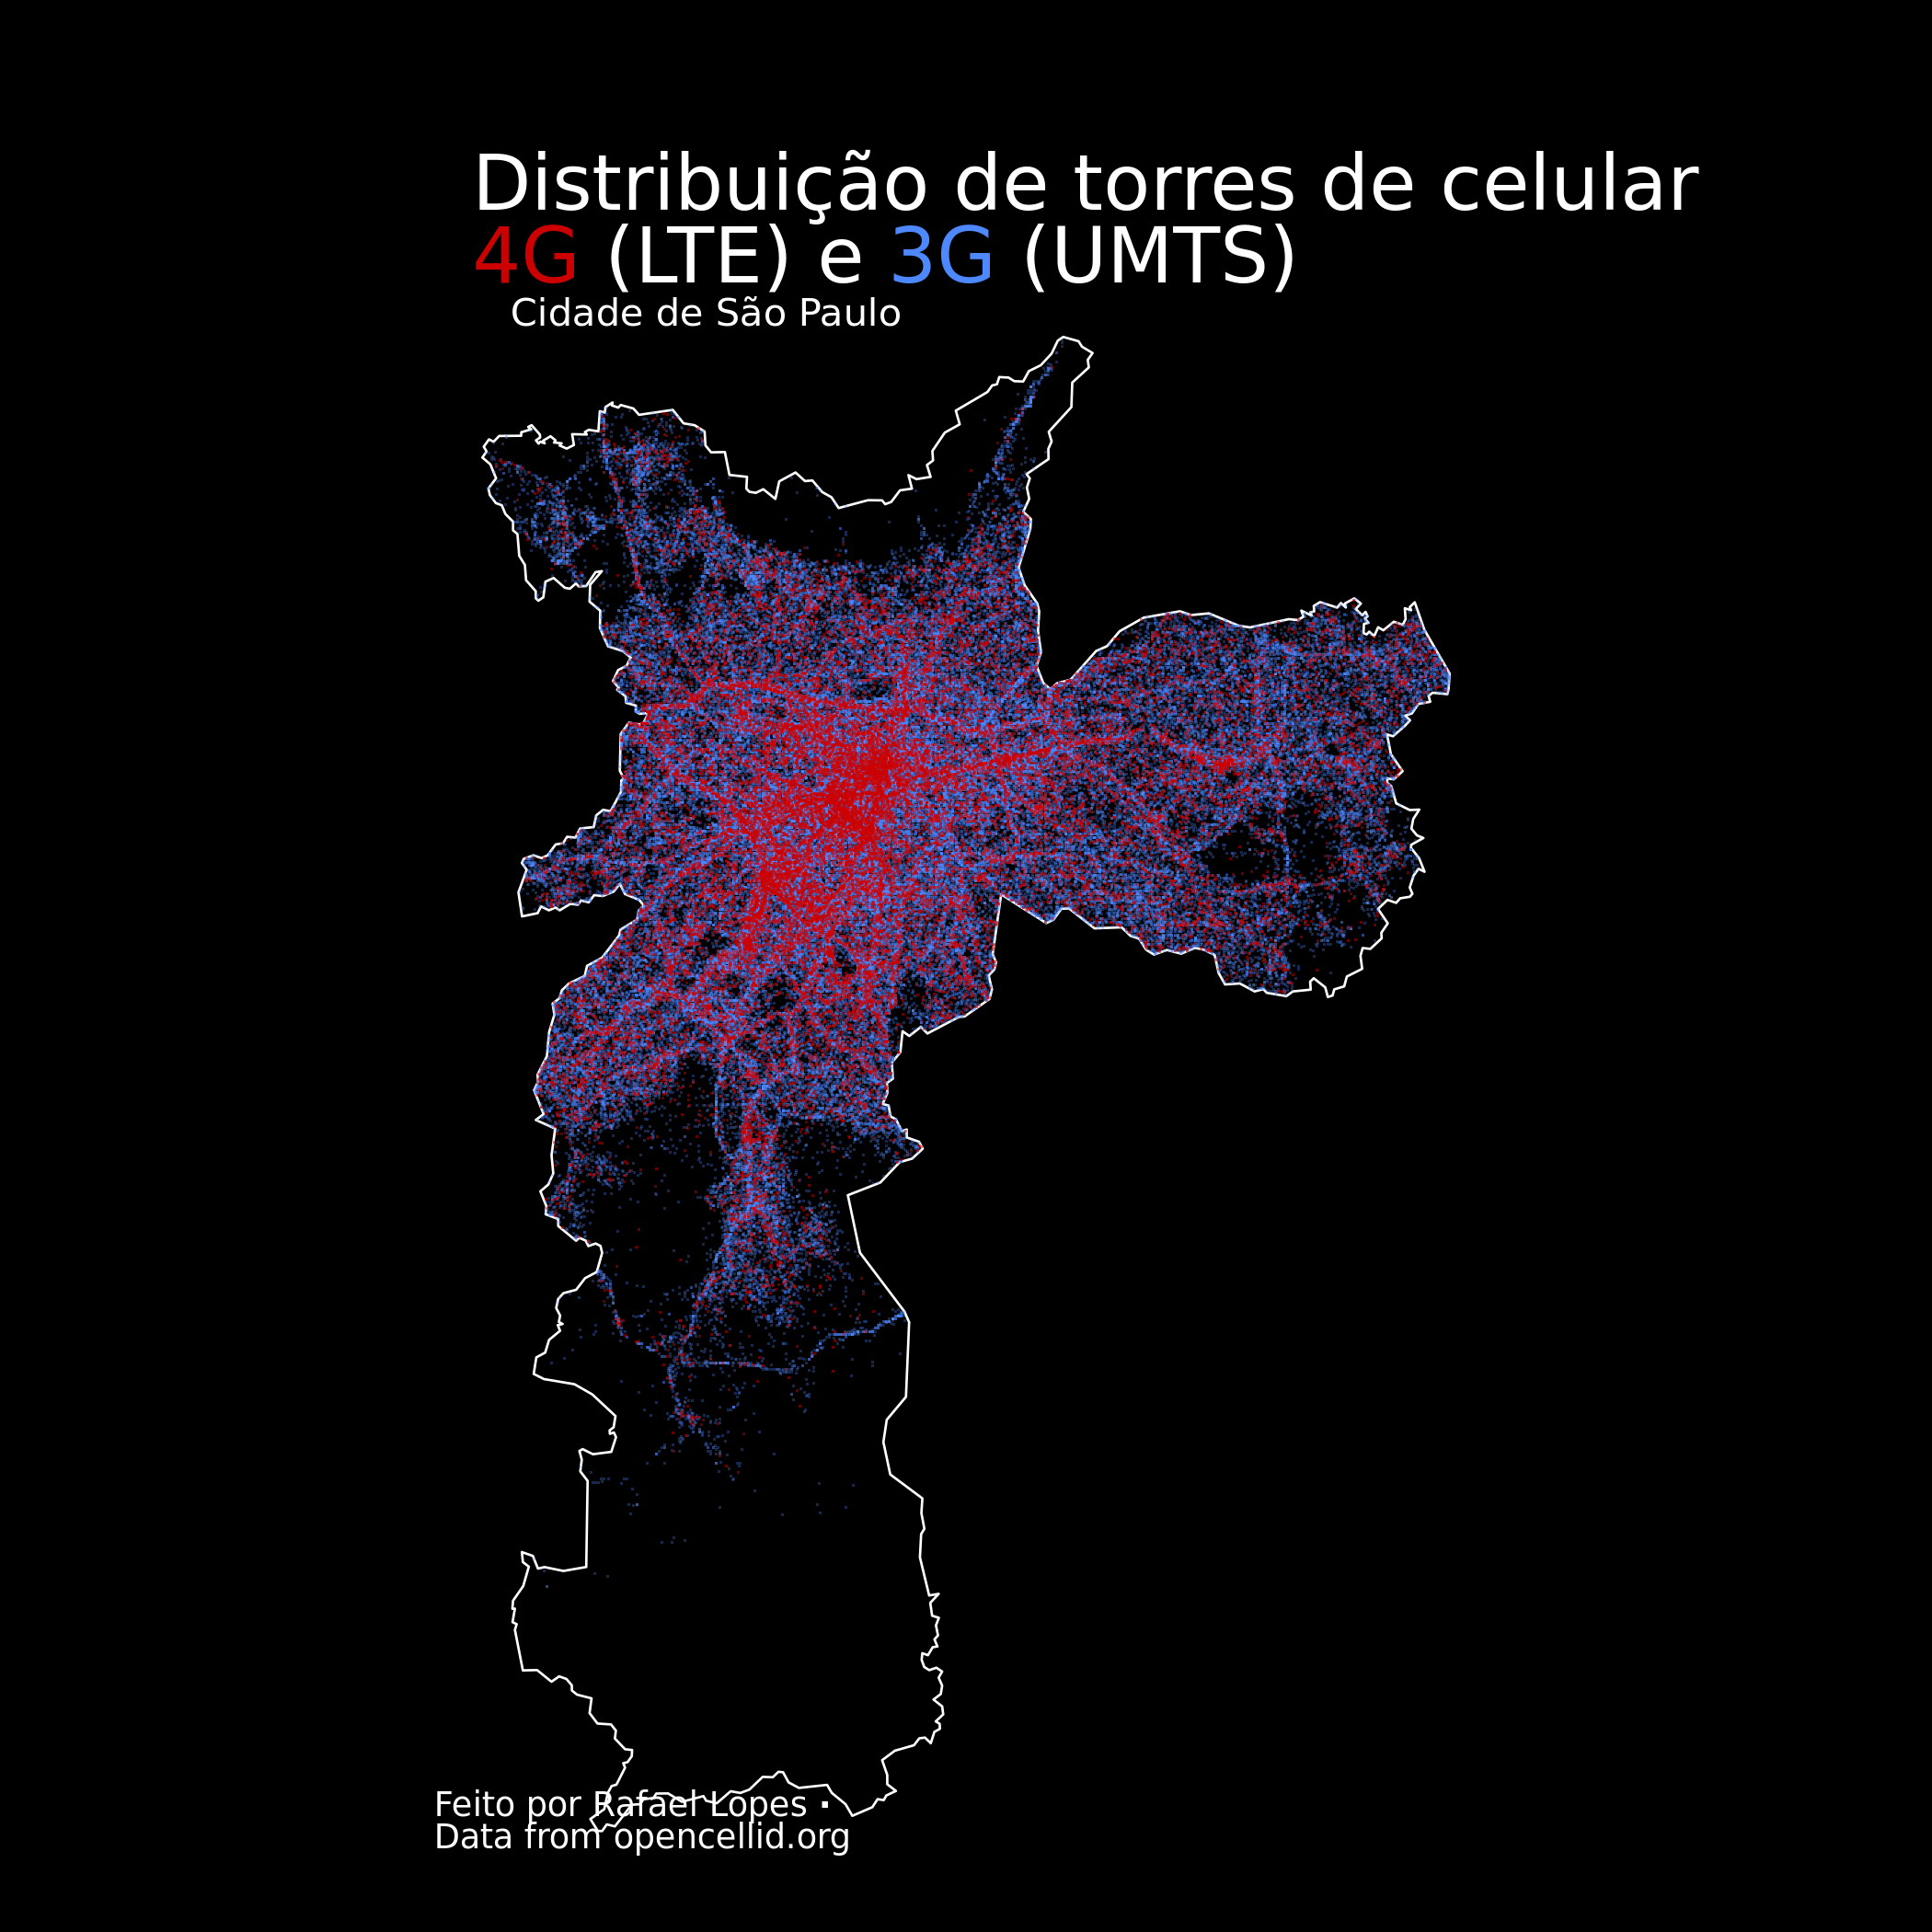 Distribuição de torres de celular
4G (LTE) e 3G (UMTS)
Cidade de São Paulo
Feito por Rafael Lopes ·
Data from opencellid.org